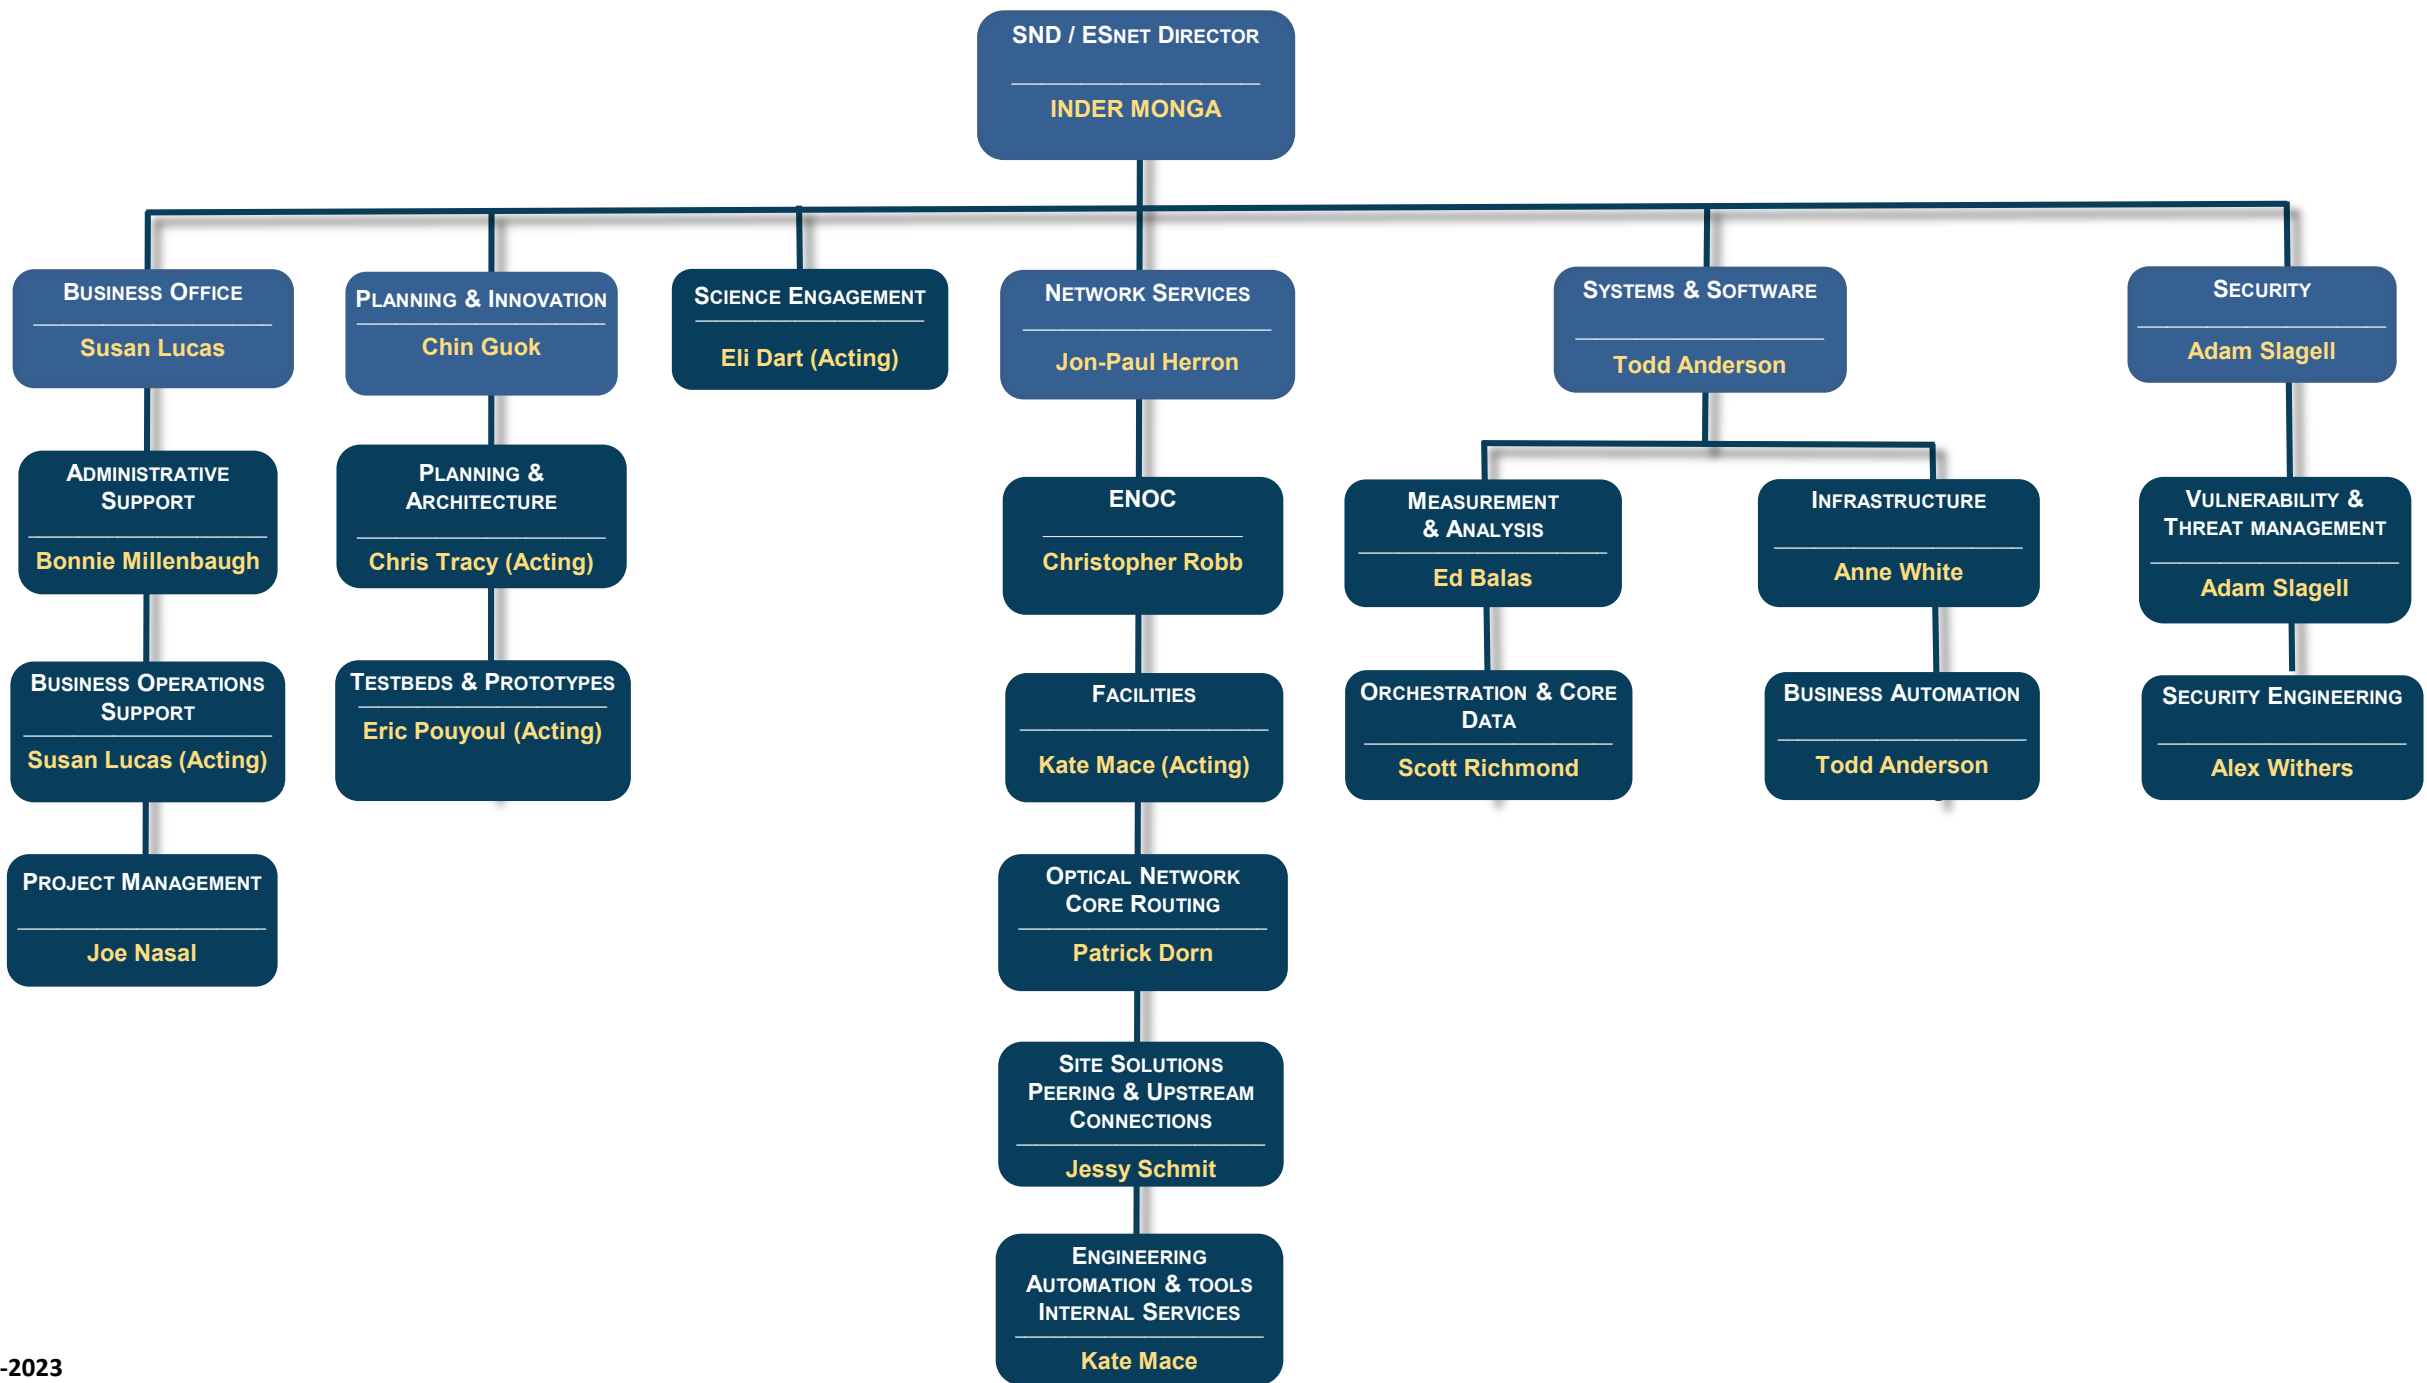 SND / ESNET DIRECTOR
INDER MONGA
BUSINESS OFFICE
Susan Lucas
PLANNING & INNOVATION
Chin Guok
SCIENCE ENGAGEMENT
Eli Dart (Acting)
NETWORK SERVICES
Jon-Paul Herron
SYSTEMS & SOFTWARE
Todd Anderson
SECURITY
Adam Slagell
ADMINISTRATIVE
SUPPORT
Bonnie Millenbaugh
PLANNING &
ARCHITECTURE
Chris Tracy (Acting)
ENOC
Christopher Robb
MEASUREMENT
& ANALYSIS
Ed Balas
INFRASTRUCTURE
Anne White
VULNERABILITY &
THREAT MANAGEMENT
Adam Slagell
BUSINESS OPERATIONS
SUPPORT
Susan Lucas (Acting)
TESTBEDS & PROTOTYPES
Eric Pouyoul (Acting)
FACILITIES
Kate Mace (Acting)
ORCHESTRATION & CORE
DATA
Scott Richmond
BUSINESS AUTOMATION
Todd Anderson
SECURITY ENGINEERING
Alex Withers
PROJECT MANAGEMENT
Joe Nasal
OPTICAL NETWORK
CORE ROUTING
Patrick Dorn
SITE SOLUTIONS
PEERING & UPSTREAM
CONNECTIONS
Jessy Schmit
ENGINEERING
AUTOMATION & TOOLS
INTERNAL SERVICES
Kate Mace
-2023